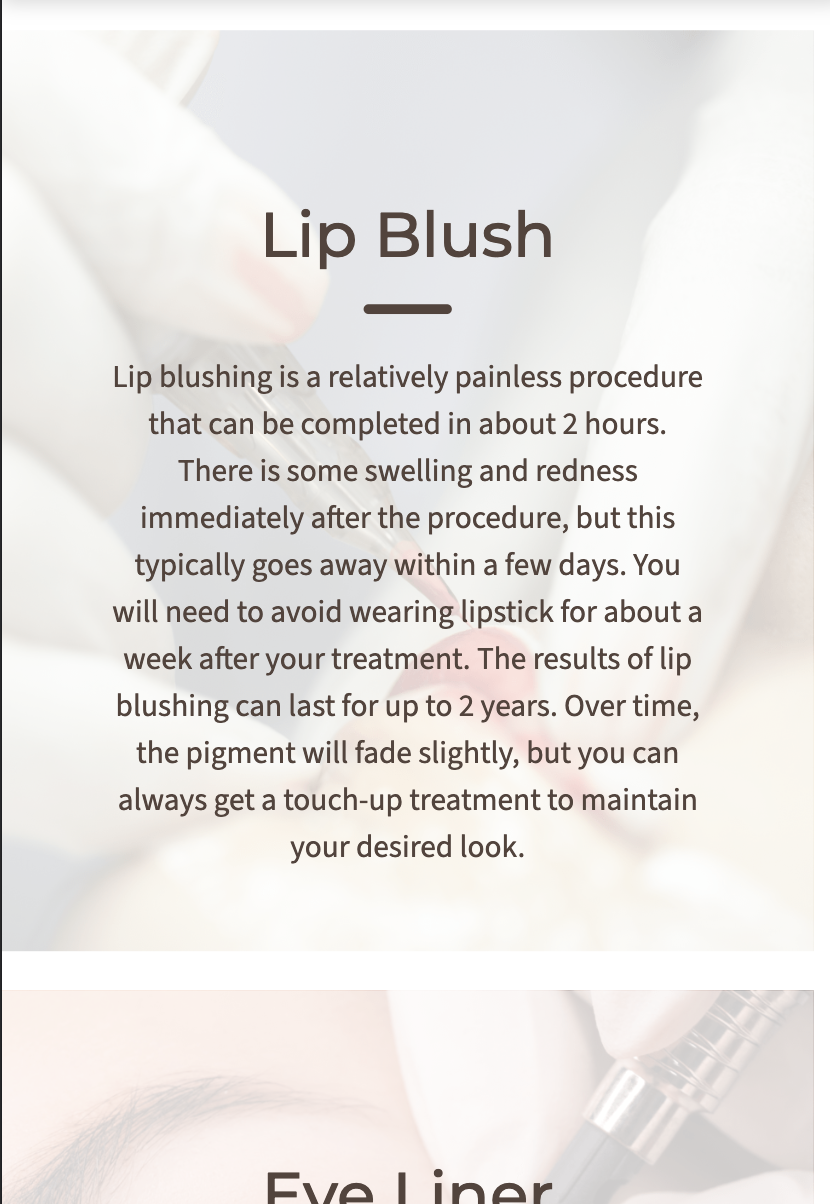 Lip Blush
Lip blushing is a relatively painless procedure
that can be completed in about 2 hours.
There is some swelling and redness
immediately after the procedure, but this
typically goes away within a few days. You
will need to avoid wearing lipstick for about a
week after your treatment. The results of lip
blushing can last for up to 2 years. Over time,
the pigment will fade slightly, but you can
always get a touch-up treatment to maintain
your desired look.
Eye Liner